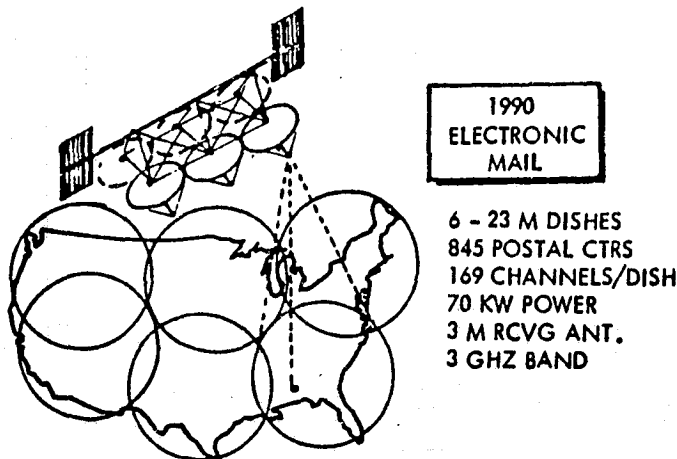 1990
ELECTRONIC
MAIL
6 - 23 M DISHES
845 POSTAL CTRS
169 CHANNELS/DISH
70 KW POWER
3 M RCVG ANT.
3 GHZ BAND